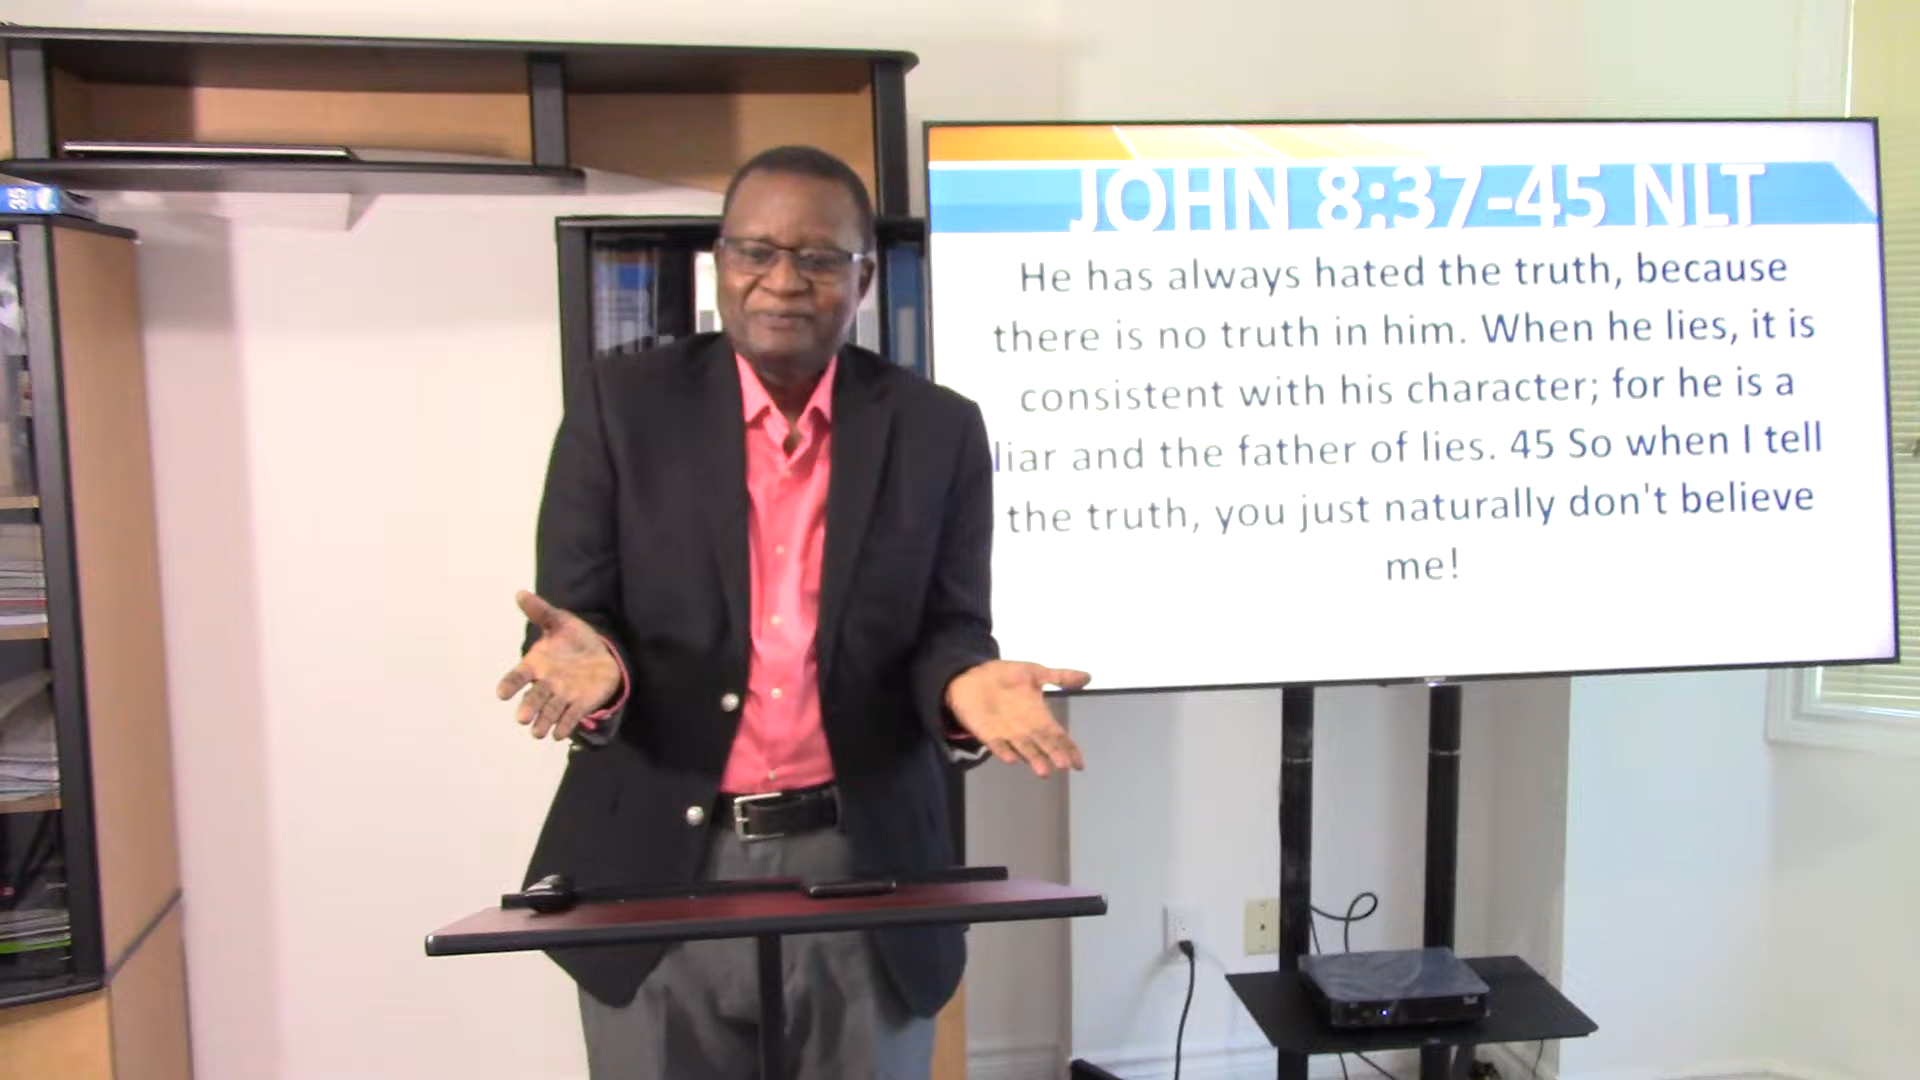 JOHN 8:37-45 NLT
He has always hated the truth, because
there is no truth in him. When he lies, it is
consistent with his character; for he is a
liar and the father of lies. 45 So when I tell
the truth, you just naturally don't believe
me!
35